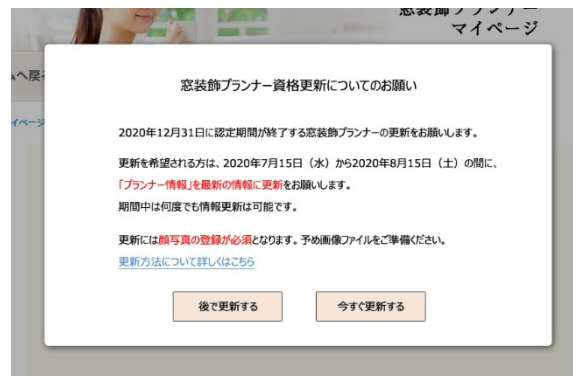 窓装飾プランナー
マイページ
ムへ戻る
イページ
窓装飾プランナー資格更新についてのお願い
2020年12月31日に認定期間が終了する窓装飾プランナーの更新をお願いします。
更新を希望される方は、2020年7月15日（水）から2020年8月15日（土）の間に、
「プランナー情報」を最新の情報に更新をお願いします。
期間中は何度でも情報更新は可能です。
更新には顔写真の登録が必須となります。予め画像ファイルをご準備ください。
更新方法について詳しくはこちら
後で更新する
今すぐ更新する